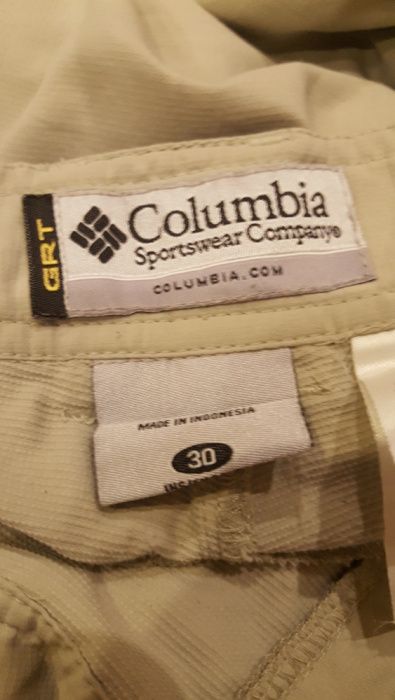 GRT
Columbia
Sportswear Company®
COLUMBIA.COM
MADE IN INDONESIA
30